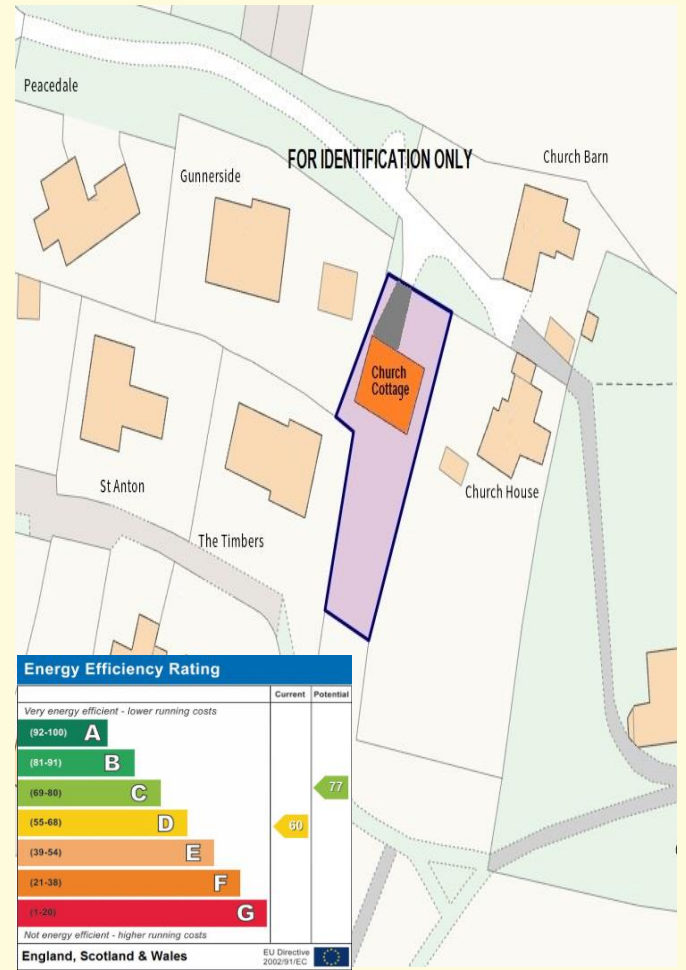 Peacedale
FOR IDENTIFICATION ONLY
Church Barn
Gunnerside
Church
Cottage
St Anton
Church House
The Timbers
Energy Efficiency Rating
Current Potential
Very energy efficient - lower running costs
(92-100) A
(81-91) B
(69-80) C
77
(55-68) D
60
(39-54) E
(21-38) F
(1-20) G
Not energy efficient - higher running costs
England, Scotland & Wales
EU Directive
2002/91/EC